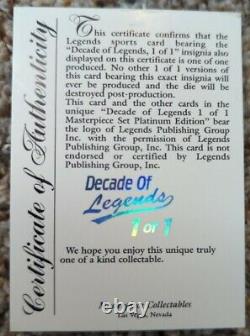 Certificate of Authenticity
This certificate confirms that the
Legends sports card bearing the
"Decade of Legends, 1 of 1" insignia also
displayed on this certificate is one of one
produced. No other 1 of 1 versions of
this card bearing this exact insignia will
ever be produced and the die will be
destroyed post-production.
This card and the other cards in the
unique "Decade of Legends 1 of 1
Masterpiece Set Platinum Edition" bear
the logo of Legends Publishing Group
Inc. with the permission of Legends
Publishing Group, Inc. This card is not
endorsed or certified by Legends
Publishing Group, Inc.
Decade Of
Legends
1 of 1
We hope you enjoy this unique truly
one of a kind collectable.
Collectables
Las Vegas, Nevada